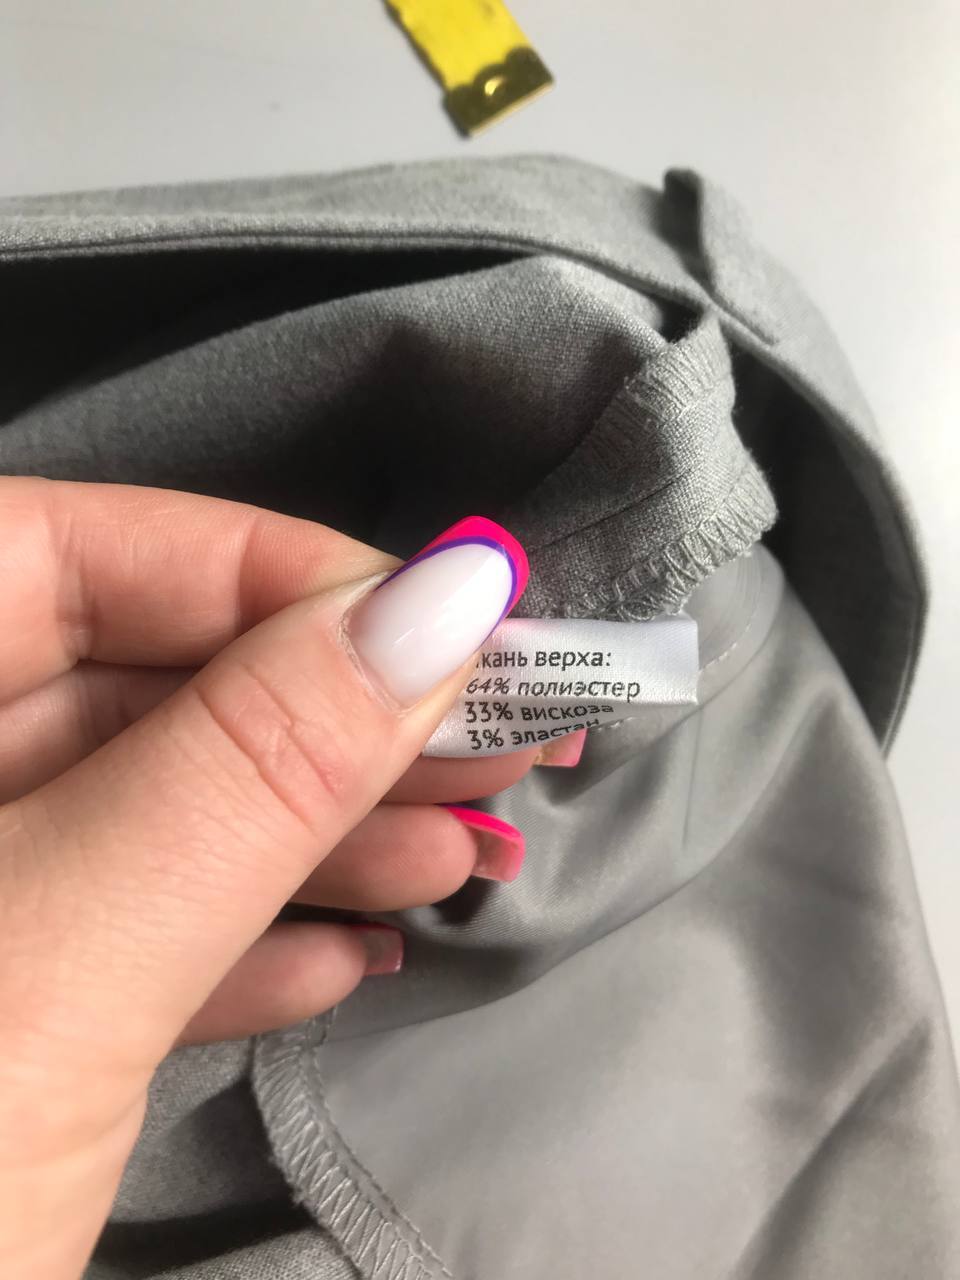 кань верха:
64% полиэстер
33% вискоза
3% эластан